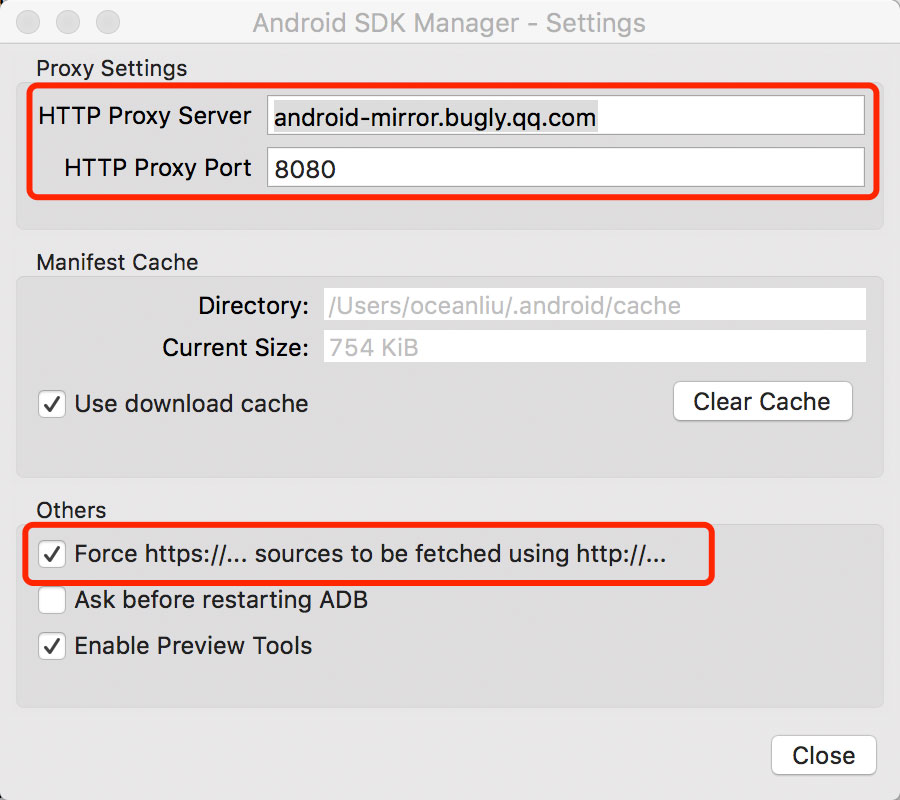 Android SDK Manager - Settings
Proxy Settings
HTTP Proxy Server android-mirror.bugly.qq.com
HTTP Proxy Port 8080
Manifest Cache
Directory: /Users/oceanliu/.android/cache
Current Size: 754 KiB
Use download cache Clear Cache
Others
Force https://... sources to be fetched using http://...
Ask before restarting ADB
Enable Preview Tools
Close